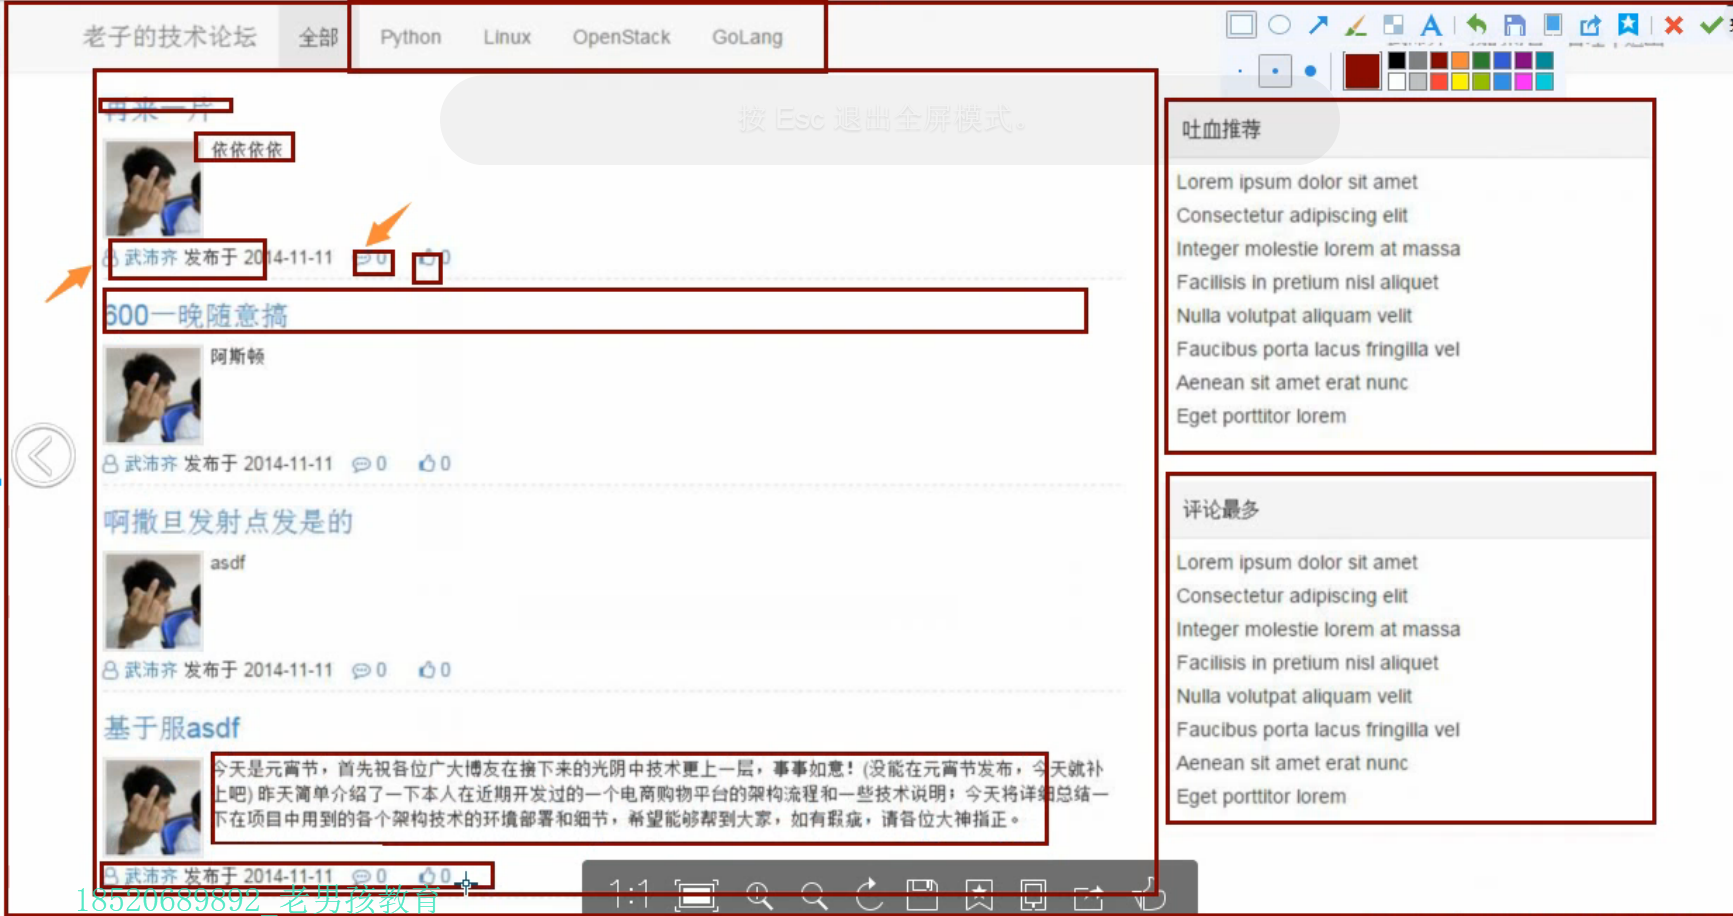 老子的技术论坛 全部 Python Linux OpenStack GoLang
按 Esc 退出全屏模式。
再来一片
依依依依
武沛齐 发布于 2014-11-11 0 0
600一晚随意搞
阿斯顿
武沛齐 发布于 2014-11-11 0 0
啊撒旦发射点发是的
asdf
武沛齐 发布于 2014-11-11 0 0
基于服asdf
今天是元宵节，首先祝各位广大博友在接下来的光阴中技术更上一层，事事如意！(没能在元宵节发布，今天就补
上吧) 昨天简单介绍了一下本人在近期开发过的一个电商购物平台的架构流程和一些技术说明；今天将详细总结一
下在项目中用到的各个架构技术的环境部署和细节，希望能够帮到大家，如有瑕疵，请各位大神指正。
武沛齐 发布于 2014-11-11 0 0
18520689892 老男孩教育
吐血推荐
Lorem ipsum dolor sit amet
Consectetur adipiscing elit
Integer molestie lorem at massa
Facilisis in pretium nisl aliquet
Nulla volutpat aliquam velit
Faucibus porta lacus fringilla vel
Aenean sit amet erat nunc
Eget porttitor lorem
评论最多
Lorem ipsum dolor sit amet
Consectetur adipiscing elit
Integer molestie lorem at massa
Facilisis in pretium nisl aliquet
Nulla volutpat aliquam velit
Faucibus porta lacus fringilla vel
Aenean sit amet erat nunc
Eget porttitor lorem
1:1